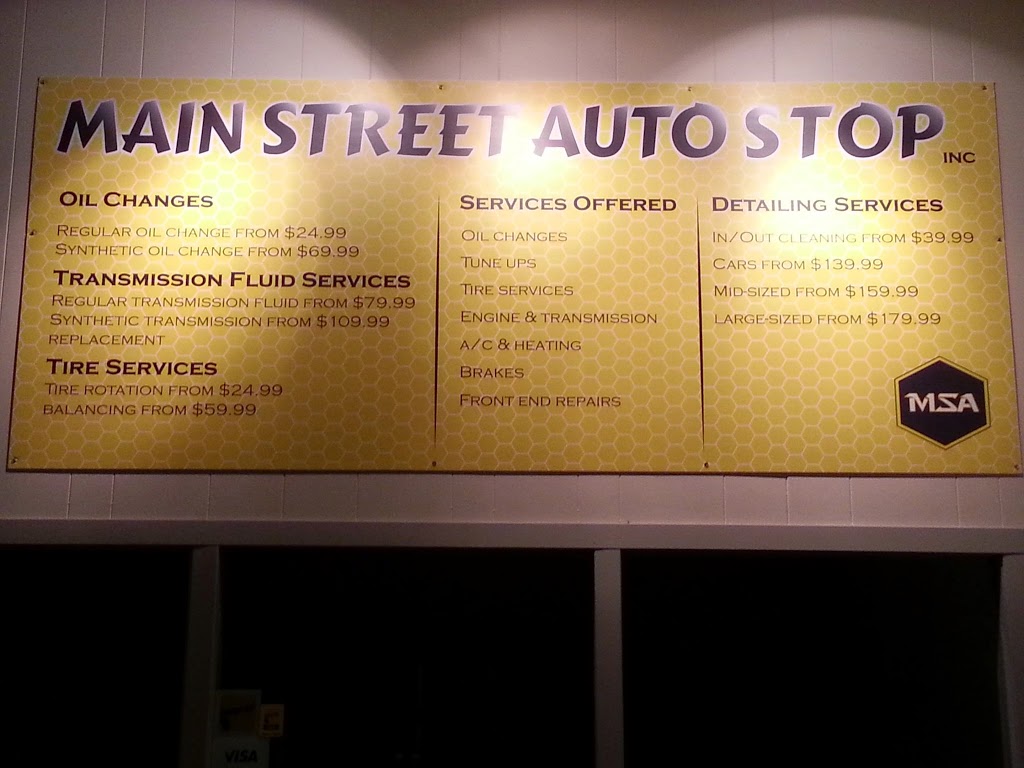 MAIN STREET AUTO STOP INC
OIL CHANGES
REGULAR OIL CHANGE FROM $24.99
SYNTHETIC OIL CHANGE FROM $69.99
TRANSMISSION FLUID SERVICES
REGULAR TRANSMISSION FLUID FROM $79.99
SYNTHETIC TRANSMISSION FROM $109.99
REPLACEMENT
TIRE SERVICES
TIRE ROTATION FROM $24.99
BALANCING FROM $59.99
SERVICES OFFERED
OIL CHANGES
TUNE UPS
TIRE SERVICES
ENGINE & TRANSMISSION
A/C & HEATING
BRAKES
FRONT END REPAIRS
DETAILING SERVICES
IN/OUT CLEANING FROM $39.99
CARS FROM $139.99
MID-SIZED FROM $159.99
LARGE-SIZED FROM $179.99
MSA
VISA